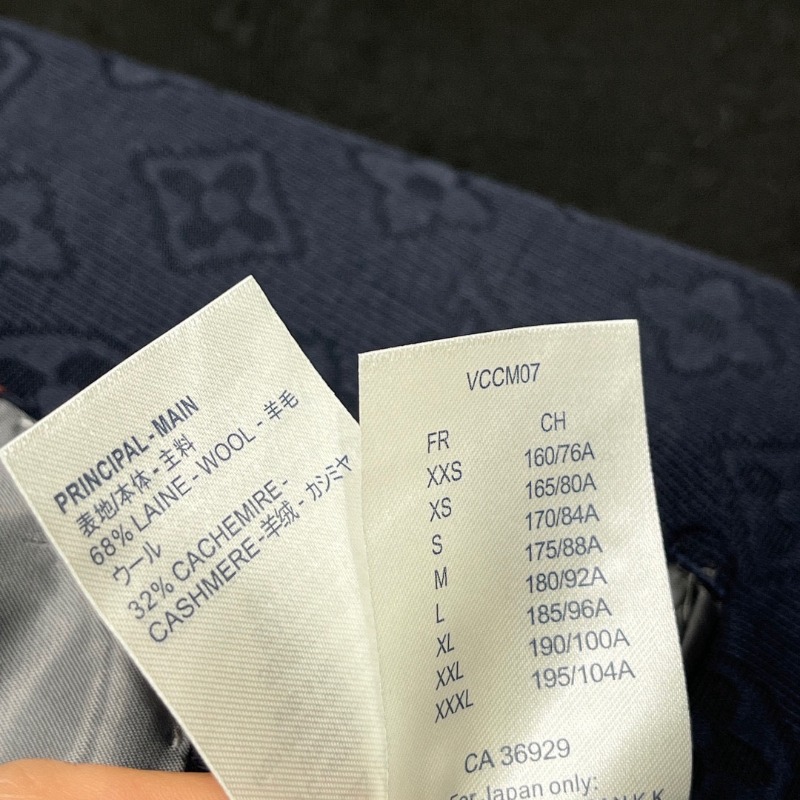 PRINCIPAL - MAIN
表地/本体 - 主料
68% LAINE - WOOL - 羊毛
ウール
32% CACHEMIRE -
CASHMERE - 羊绒 - カシミヤ
VCCM07
FR CH
XXS 160/76A
XS 165/80A
S 170/84A
M 175/88A
L 180/92A
XL 185/96A
XXL 190/100A
XXXL 195/104A
CA 36929
For Japan only:
K.K.